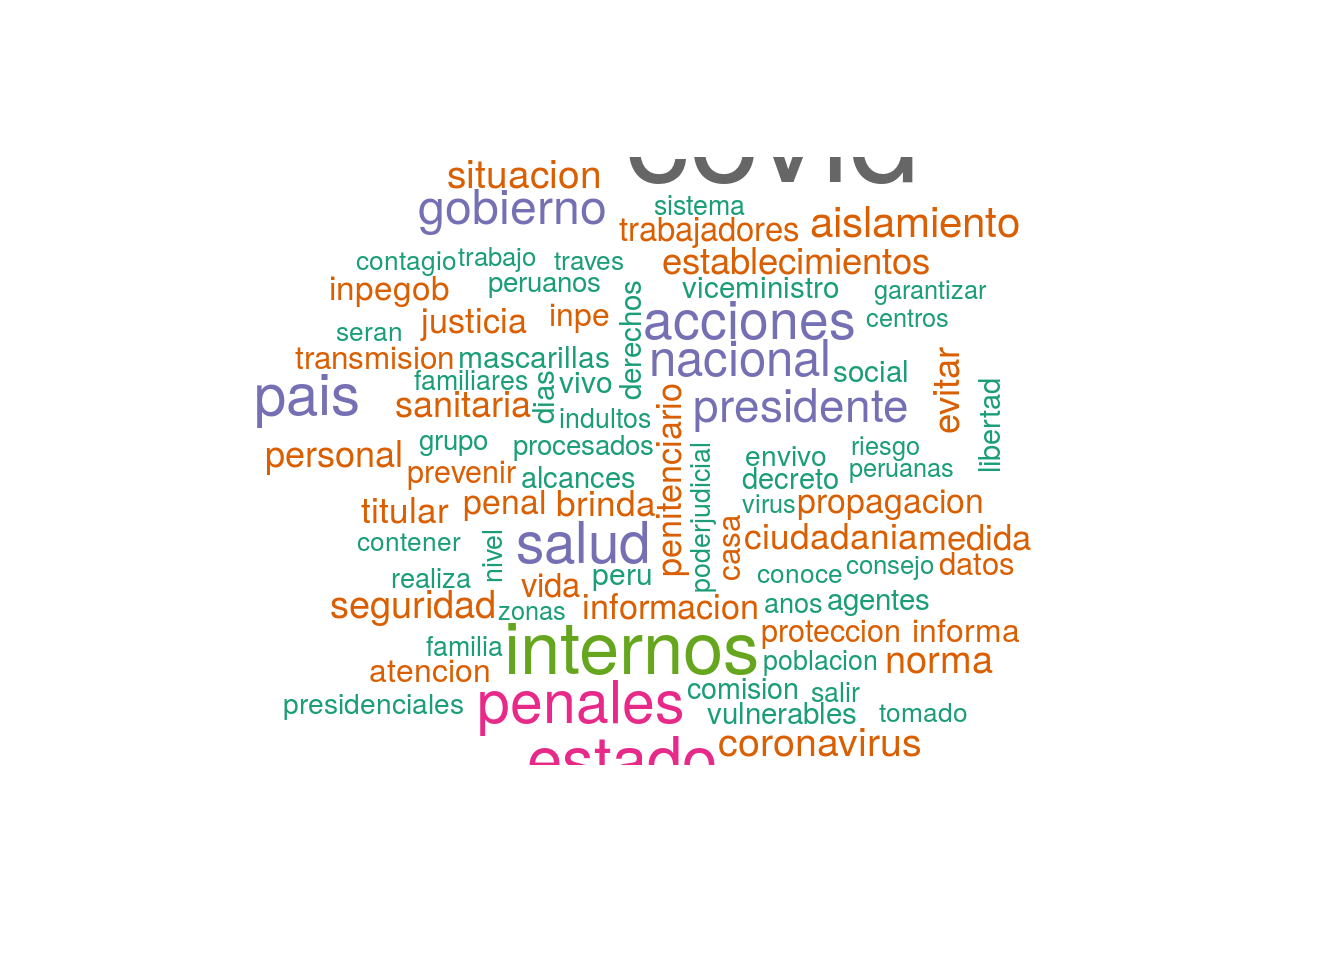 covid
situacion
gobierno
sistema
trabajadores
aislamiento
contagio
trabajo
traves
establecimientos
inpegob
peruanos
viceministro
garantizar
derechos
justicia
inpe
acciones
centros
seran
transmision
mascarillas
nacional
social
evitar
pais
familiares
dias
vivo
libertad
sanitaria
indultos
penitenciario
presidente
personal
grupo
procesados
poderjudicial
envivo
riesgo
prevenir
alcances
decreto
peruanas
titular
penal
brinda
virus
propagacion
contener
nivel
salud
casa
ciudadania
medida
realiza
vida
peru
conoce
consejo
datos
seguridad
zonas
informacion
anos
agentes
familia
internos
proteccion
informa
atencion
poblacion
norma
presidenciales
penales
comision
salir
vulnerables
tomado
estado
coronavirus